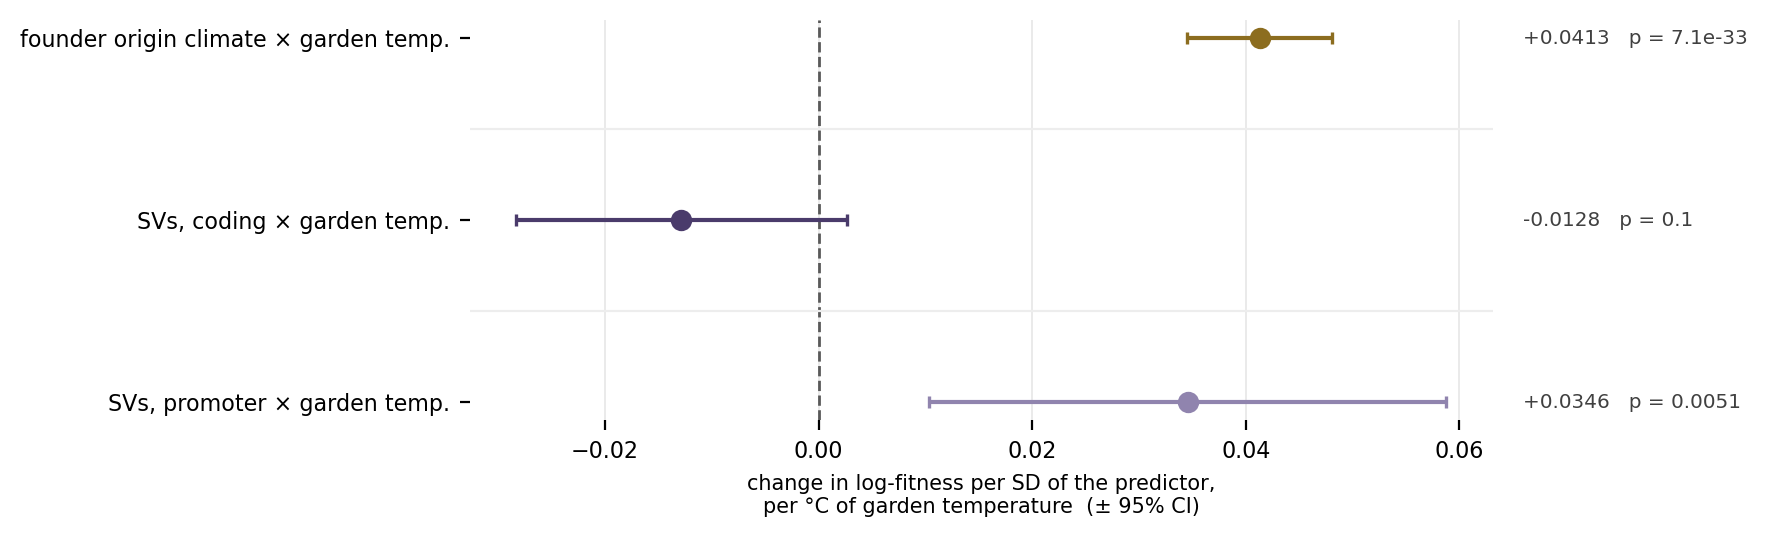 founder origin climate × garden temp.
+0.0413 p = 7.1e-33
SVs, coding × garden temp.
-0.0128 p = 0.1
SVs, promoter × garden temp.
+0.0346 p = 0.0051
−0.02 0.00 0.02 0.04 0.06
change in log-fitness per SD of the predictor,
per °C of garden temperature (± 95% CI)